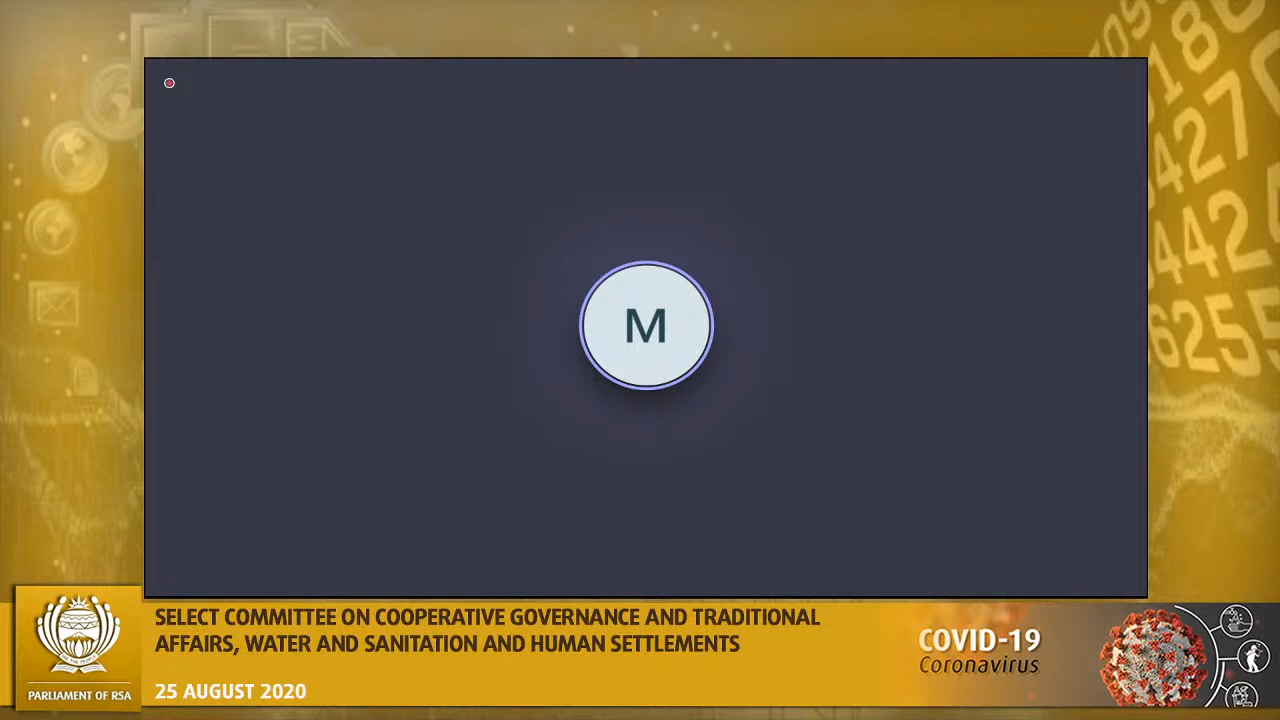 M
SELECT COMMITTEE ON COOPERATIVE GOVERNANCE AND TRADITIONAL
AFFAIRS, WATER AND SANITATION AND HUMAN SETTLEMENTS
25 AUGUST 2020
PARLIAMENT OF RSA
COVID-19
Coronavirus
6255